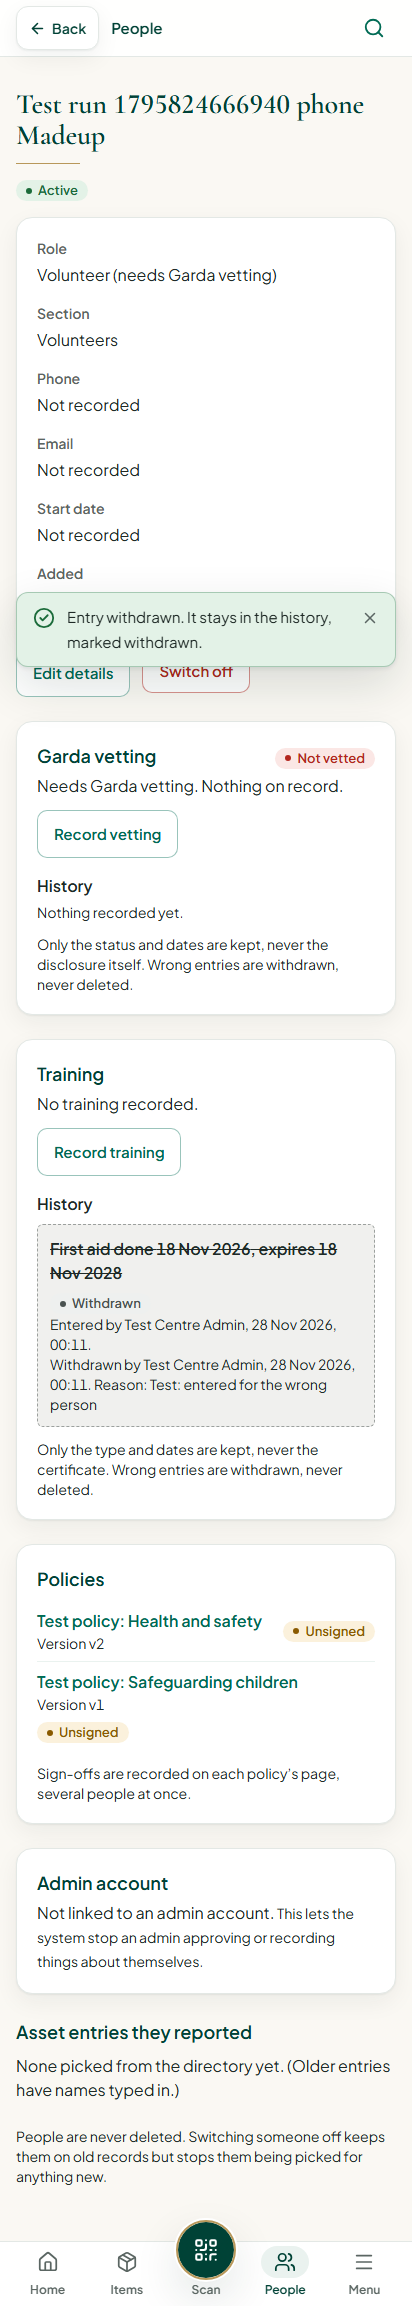 Back
People
Test run 1795824666940 phone
Madeup
Active
Role
Volunteer (needs Garda vetting)
Section
Volunteers
Phone
Not recorded
Email
Not recorded
Start date
Not recorded
Added
Entry withdrawn. It stays in the history,
marked withdrawn.
Edit details
Switch off
Garda vetting
Not vetted
Needs Garda vetting. Nothing on record.
Record vetting
History
Nothing recorded yet.
Only the status and dates are kept, never the
disclosure itself. Wrong entries are withdrawn,
never deleted.
Training
No training recorded.
Record training
History
First aid done 18 Nov 2026, expires 18
Nov 2028
Withdrawn
Entered by Test Centre Admin, 28 Nov 2026,
00:11.
Withdrawn by Test Centre Admin, 28 Nov 2026,
00:11. Reason: Test: entered for the wrong
person
Only the type and dates are kept, never the
certificate. Wrong entries are withdrawn, never
deleted.
Policies
Test policy: Health and safety
Unsigned
Version v2
Test policy: Safeguarding children
Version v1
Unsigned
Sign-offs are recorded on each policy's page,
several people at once.
Admin account
Not linked to an admin account. This lets the
system stop an admin approving or recording
things about themselves.
Asset entries they reported
None picked from the directory yet. (Older entries
have names typed in.)
People are never deleted. Switching someone off keeps
them on old records but stops them being picked for
anything new.
Home
Items
Scan
People
Menu